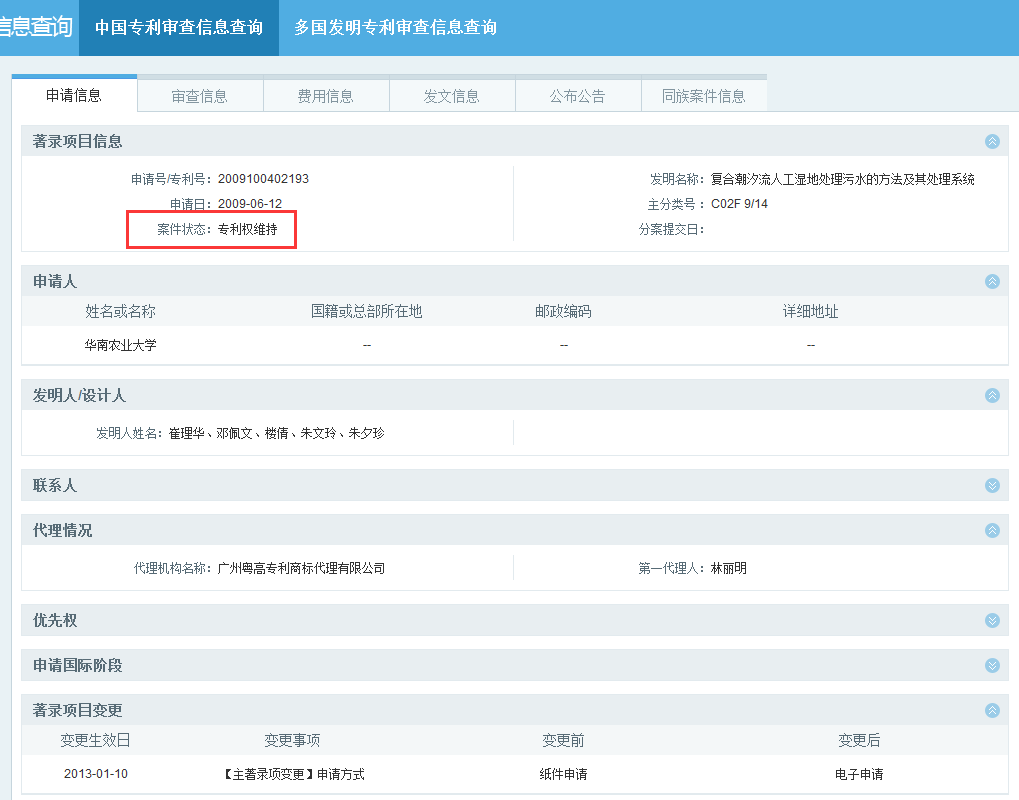 信息查询 中国专利审查信息查询 多国发明专利审查信息查询
申请信息 审查信息 费用信息 发文信息 公布公告 同族案件信息
著录项目信息
申请号/专利号：2009100402193 发明名称：复合潮汐流人工湿地处理污水的方法及其处理系统
申请日：2009-06-12 主分类号：C02F 9/14
案件状态：专利权维持 分案提交日：
申请人
姓名或名称 国籍或总部所在地 邮政编码 详细地址
华南农业大学 -- -- --
发明人/设计人
发明人姓名：崔理华、邓佩文、楼倩、朱文玲、朱夕珍
联系人
代理情况
代理机构名称：广州粤高专利商标代理有限公司 第一代理人：林丽明
优先权
申请国际阶段
著录项目变更
变更生效日 变更事项 变更前 变更后
2013-01-10 【主著录项变更】申请方式 纸件申请 电子申请